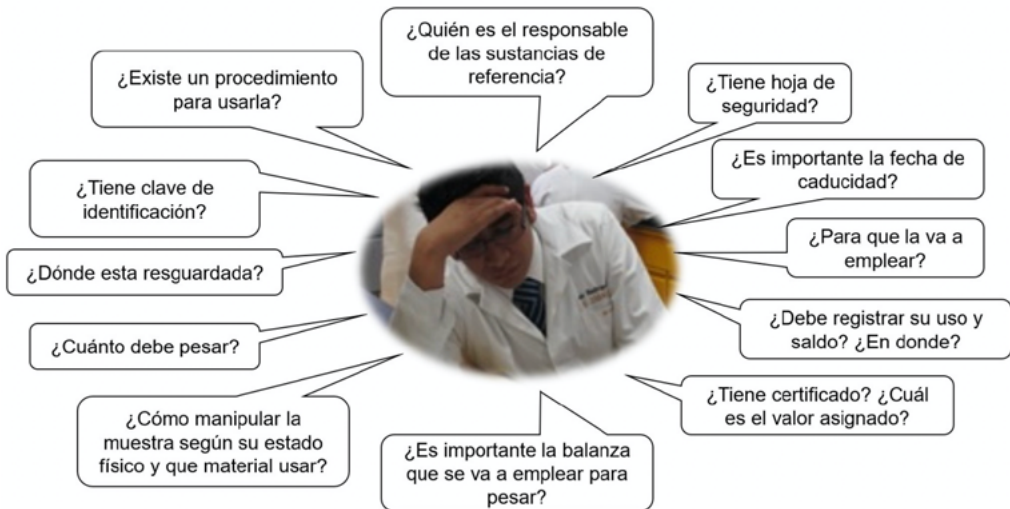 ¿Quién es el responsable
de las sustancias de
referencia?
¿Existe un procedimiento
para usarla?
¿Tiene hoja de
seguridad?
¿Tiene clave de
identificación?
¿Es importante la fecha de
caducidad?
¿Dónde esta resguardada?
¿Para que la va a
emplear?
¿Cuánto debe pesar?
¿Debe registrar su uso y
saldo? ¿En donde?
¿Cómo manipular la
muestra según su estado
físico y que material usar?
¿Es importante la balanza
que se va a emplear para
pesar?
¿Tiene certificado? ¿Cuál
es el valor asignado?